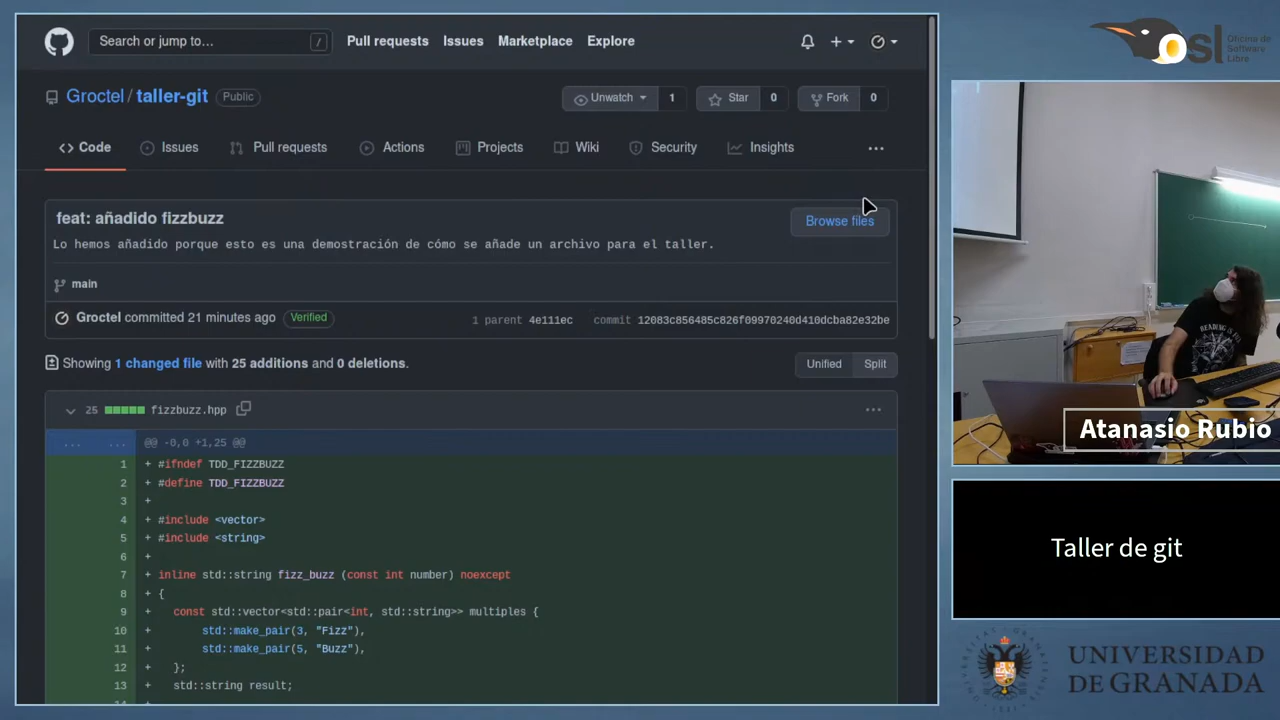 Search or jump to…
/
Pull requests
Issues
Marketplace
Explore
Groctel / taller-git
Public
Unwatch
1
Star
0
Fork
0
Code
Issues
Pull requests
Actions
Projects
Wiki
Security
Insights
feat: añadido fizzbuzz
Browse files
Lo hemos añadido porque esto es una demostración de cómo se añade un archivo para el taller.
main
Groctel committed 21 minutes ago
Verified
1 parent 4e111ec
commit 12083c856485c826f09970240d410dcba82e32be
Showing 1 changed file with 25 additions and 0 deletions.
Unified
Split
25
fizzbuzz.hpp
... ... @@ -0,0 +1,25 @@
1 + #ifndef TDD_FIZZBUZZ
2 + #define TDD_FIZZBUZZ
3 +
4 + #include <vector>
5 + #include <string>
6 +
7 + inline std::string fizz_buzz (const int number) noexcept
8 + {
9 + const std::vector<std::pair<int, std::string>> multiples {
10 + std::make_pair(3, "Fizz"),
11 + std::make_pair(5, "Buzz"),
12 + };
13 + std::string result;
osl
Oficina de
Software
Libre
Atanasio Rubio
Taller de git
UNIVERSIDAD
DE GRANADA